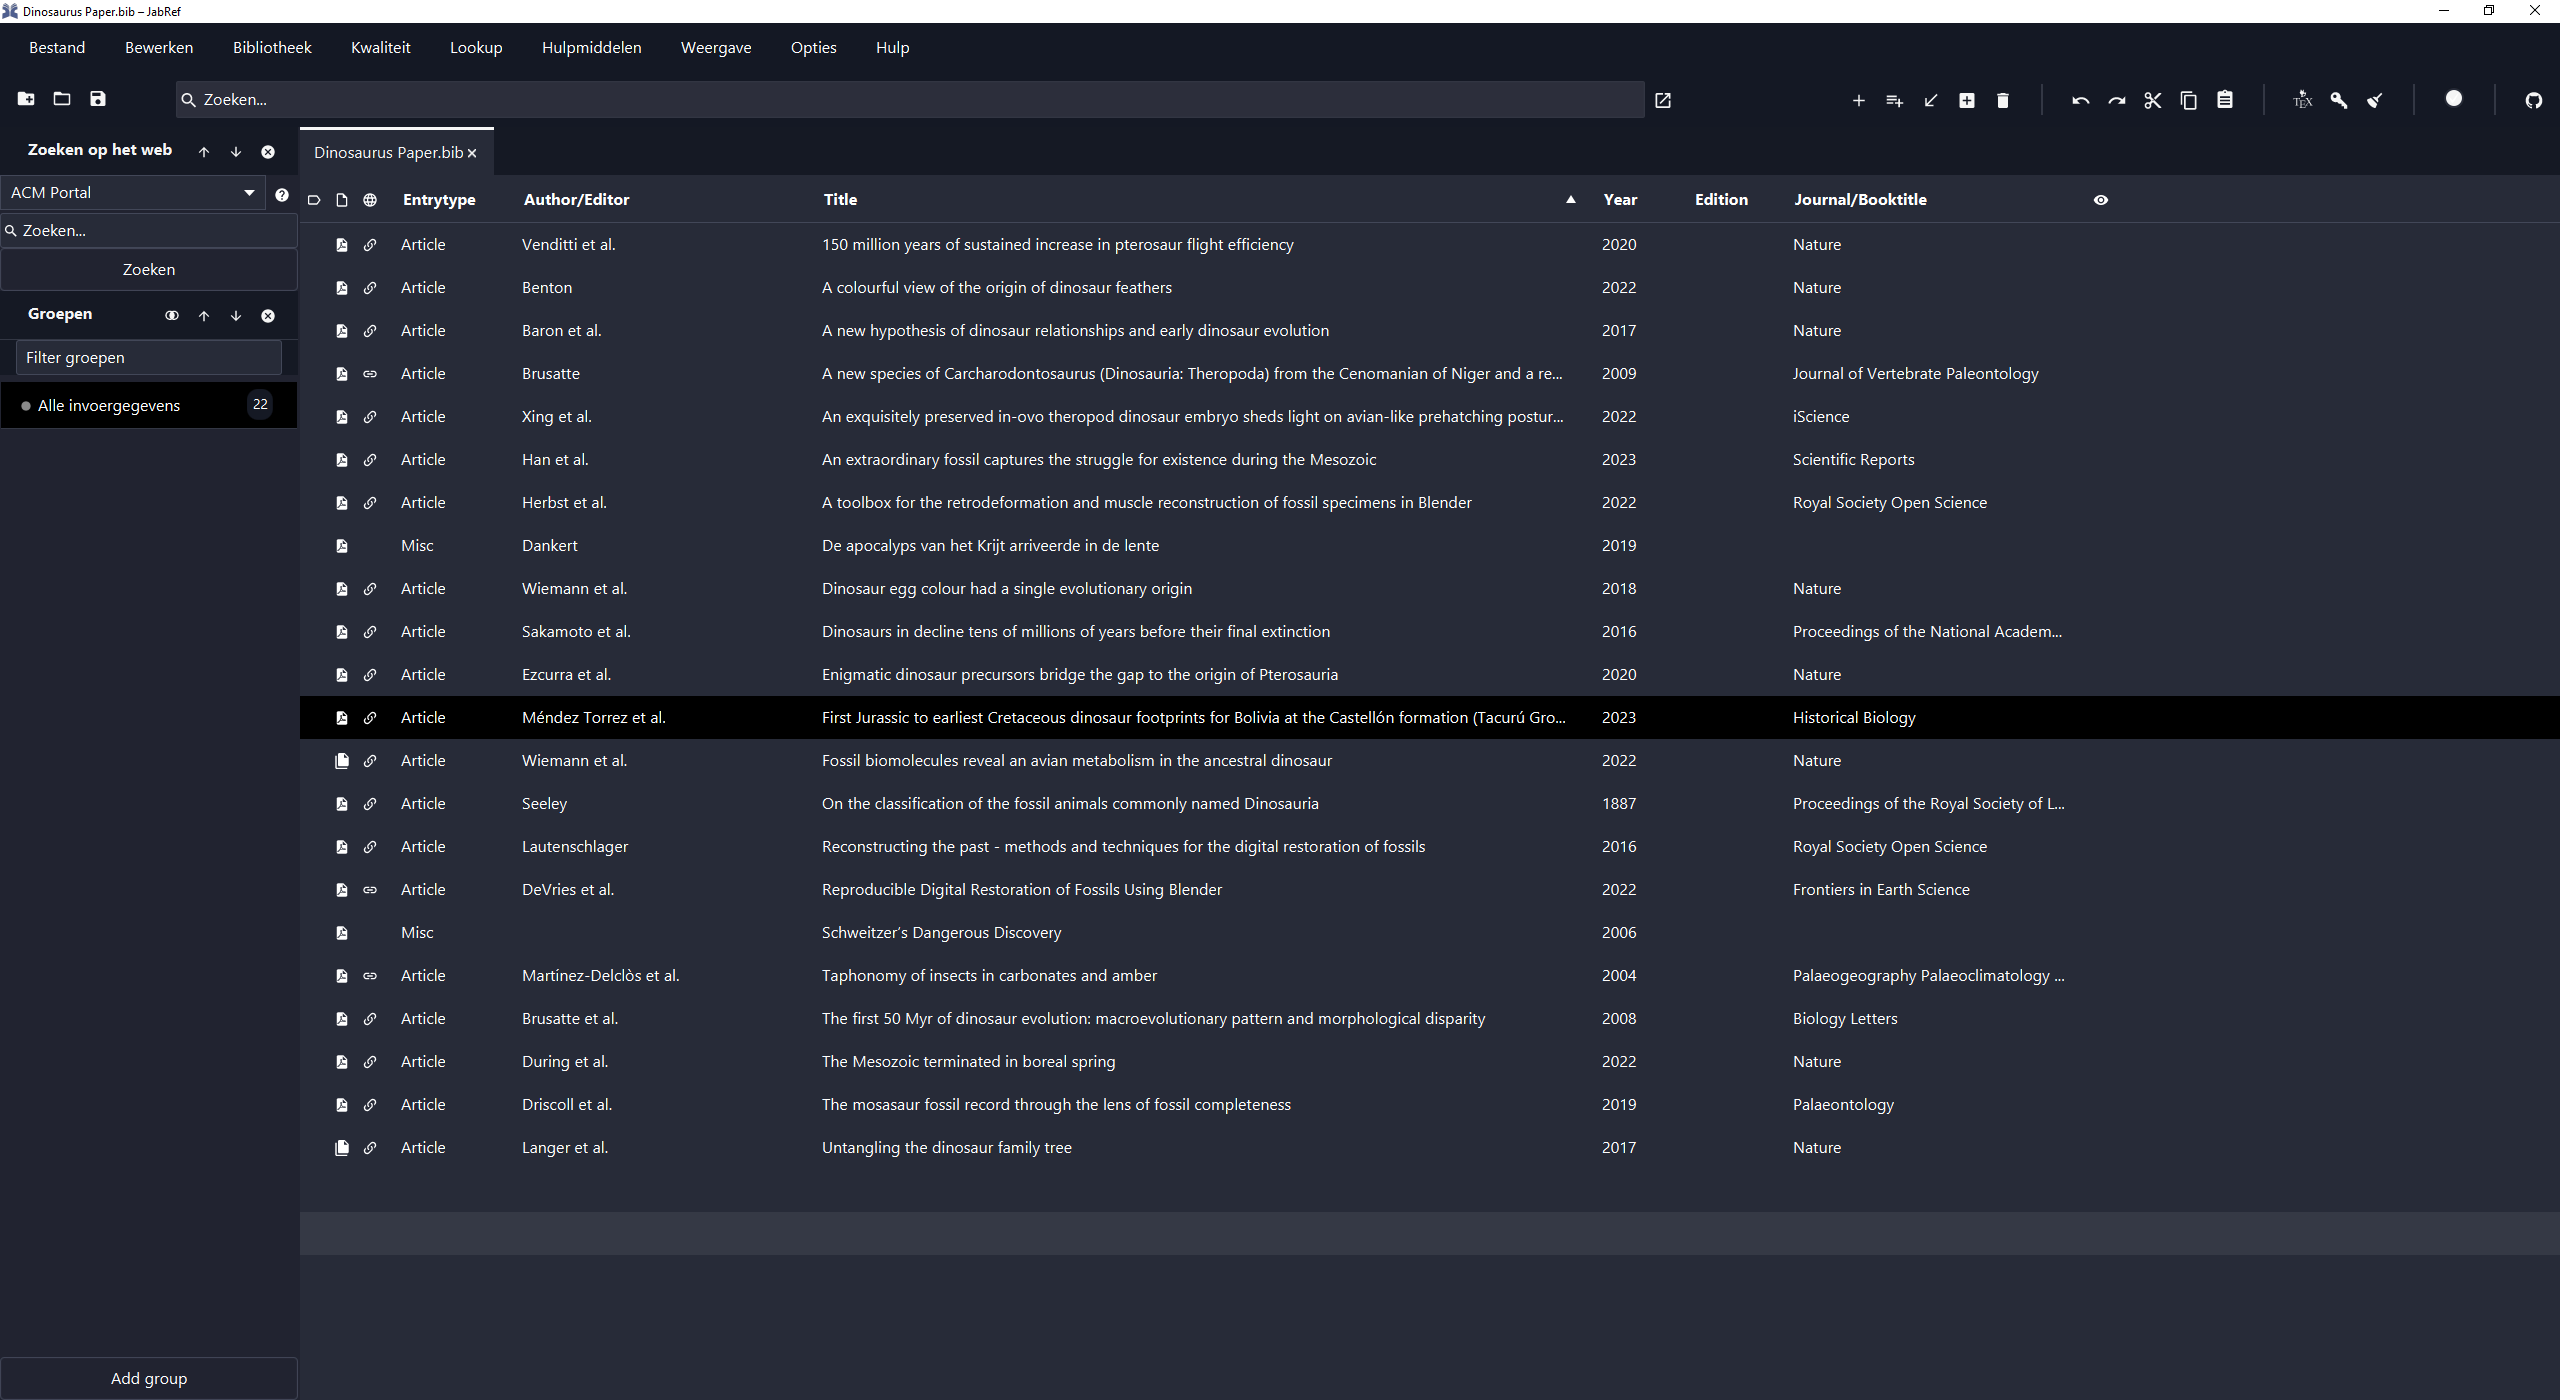 Dinosaurus Paper.bib – JabRef
Bestand Bewerken Bibliotheek Kwaliteit Lookup Hulpmiddelen Weergave Opties Hulp
Zoeken...
TEX
Zoeken op het web
ACM Portal
Zoeken...
Zoeken
Groepen
Filter groepen
Alle invoergegevens 22
Add group
Dinosaurus Paper.bib
Entrytype Author/Editor Title Year Edition Journal/Booktitle
Article Venditti et al. 150 million years of sustained increase in pterosaur flight efficiency 2020 Nature
Article Benton A colourful view of the origin of dinosaur feathers 2022 Nature
Article Baron et al. A new hypothesis of dinosaur relationships and early dinosaur evolution 2017 Nature
Article Brusatte A new species of Carcharodontosaurus (Dinosauria: Theropoda) from the Cenomanian of Niger and a re... 2009 Journal of Vertebrate Paleontology
Article Xing et al. An exquisitely preserved in-ovo theropod dinosaur embryo sheds light on avian-like prehatching postur... 2022 iScience
Article Han et al. An extraordinary fossil captures the struggle for existence during the Mesozoic 2023 Scientific Reports
Article Herbst et al. A toolbox for the retrodeformation and muscle reconstruction of fossil specimens in Blender 2022 Royal Society Open Science
Misc Dankert De apocalyps van het Krijt arriveerde in de lente 2019
Article Wiemann et al. Dinosaur egg colour had a single evolutionary origin 2018 Nature
Article Sakamoto et al. Dinosaurs in decline tens of millions of years before their final extinction 2016 Proceedings of the National Academ...
Article Ezcurra et al. Enigmatic dinosaur precursors bridge the gap to the origin of Pterosauria 2020 Nature
Article Méndez Torrez et al. First Jurassic to earliest Cretaceous dinosaur footprints for Bolivia at the Castellón formation (Tacurú Gro... 2023 Historical Biology
Article Wiemann et al. Fossil biomolecules reveal an avian metabolism in the ancestral dinosaur 2022 Nature
Article Seeley On the classification of the fossil animals commonly named Dinosauria 1887 Proceedings of the Royal Society of L...
Article Lautenschlager Reconstructing the past - methods and techniques for the digital restoration of fossils 2016 Royal Society Open Science
Article DeVries et al. Reproducible Digital Restoration of Fossils Using Blender 2022 Frontiers in Earth Science
Misc Schweitzer’s Dangerous Discovery 2006
Article Martínez-Delclòs et al. Taphonomy of insects in carbonates and amber 2004 Palaeogeography Palaeoclimatology ...
Article Brusatte et al. The first 50 Myr of dinosaur evolution: macroevolutionary pattern and morphological disparity 2008 Biology Letters
Article During et al. The Mesozoic terminated in boreal spring 2022 Nature
Article Driscoll et al. The mosasaur fossil record through the lens of fossil completeness 2019 Palaeontology
Article Langer et al. Untangling the dinosaur family tree 2017 Nature